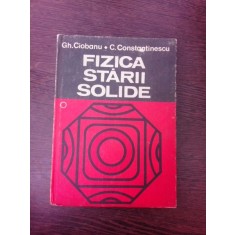 Gh. Ciobanu • C. Constantinescu
FIZICA
STĂRII
SOLIDE